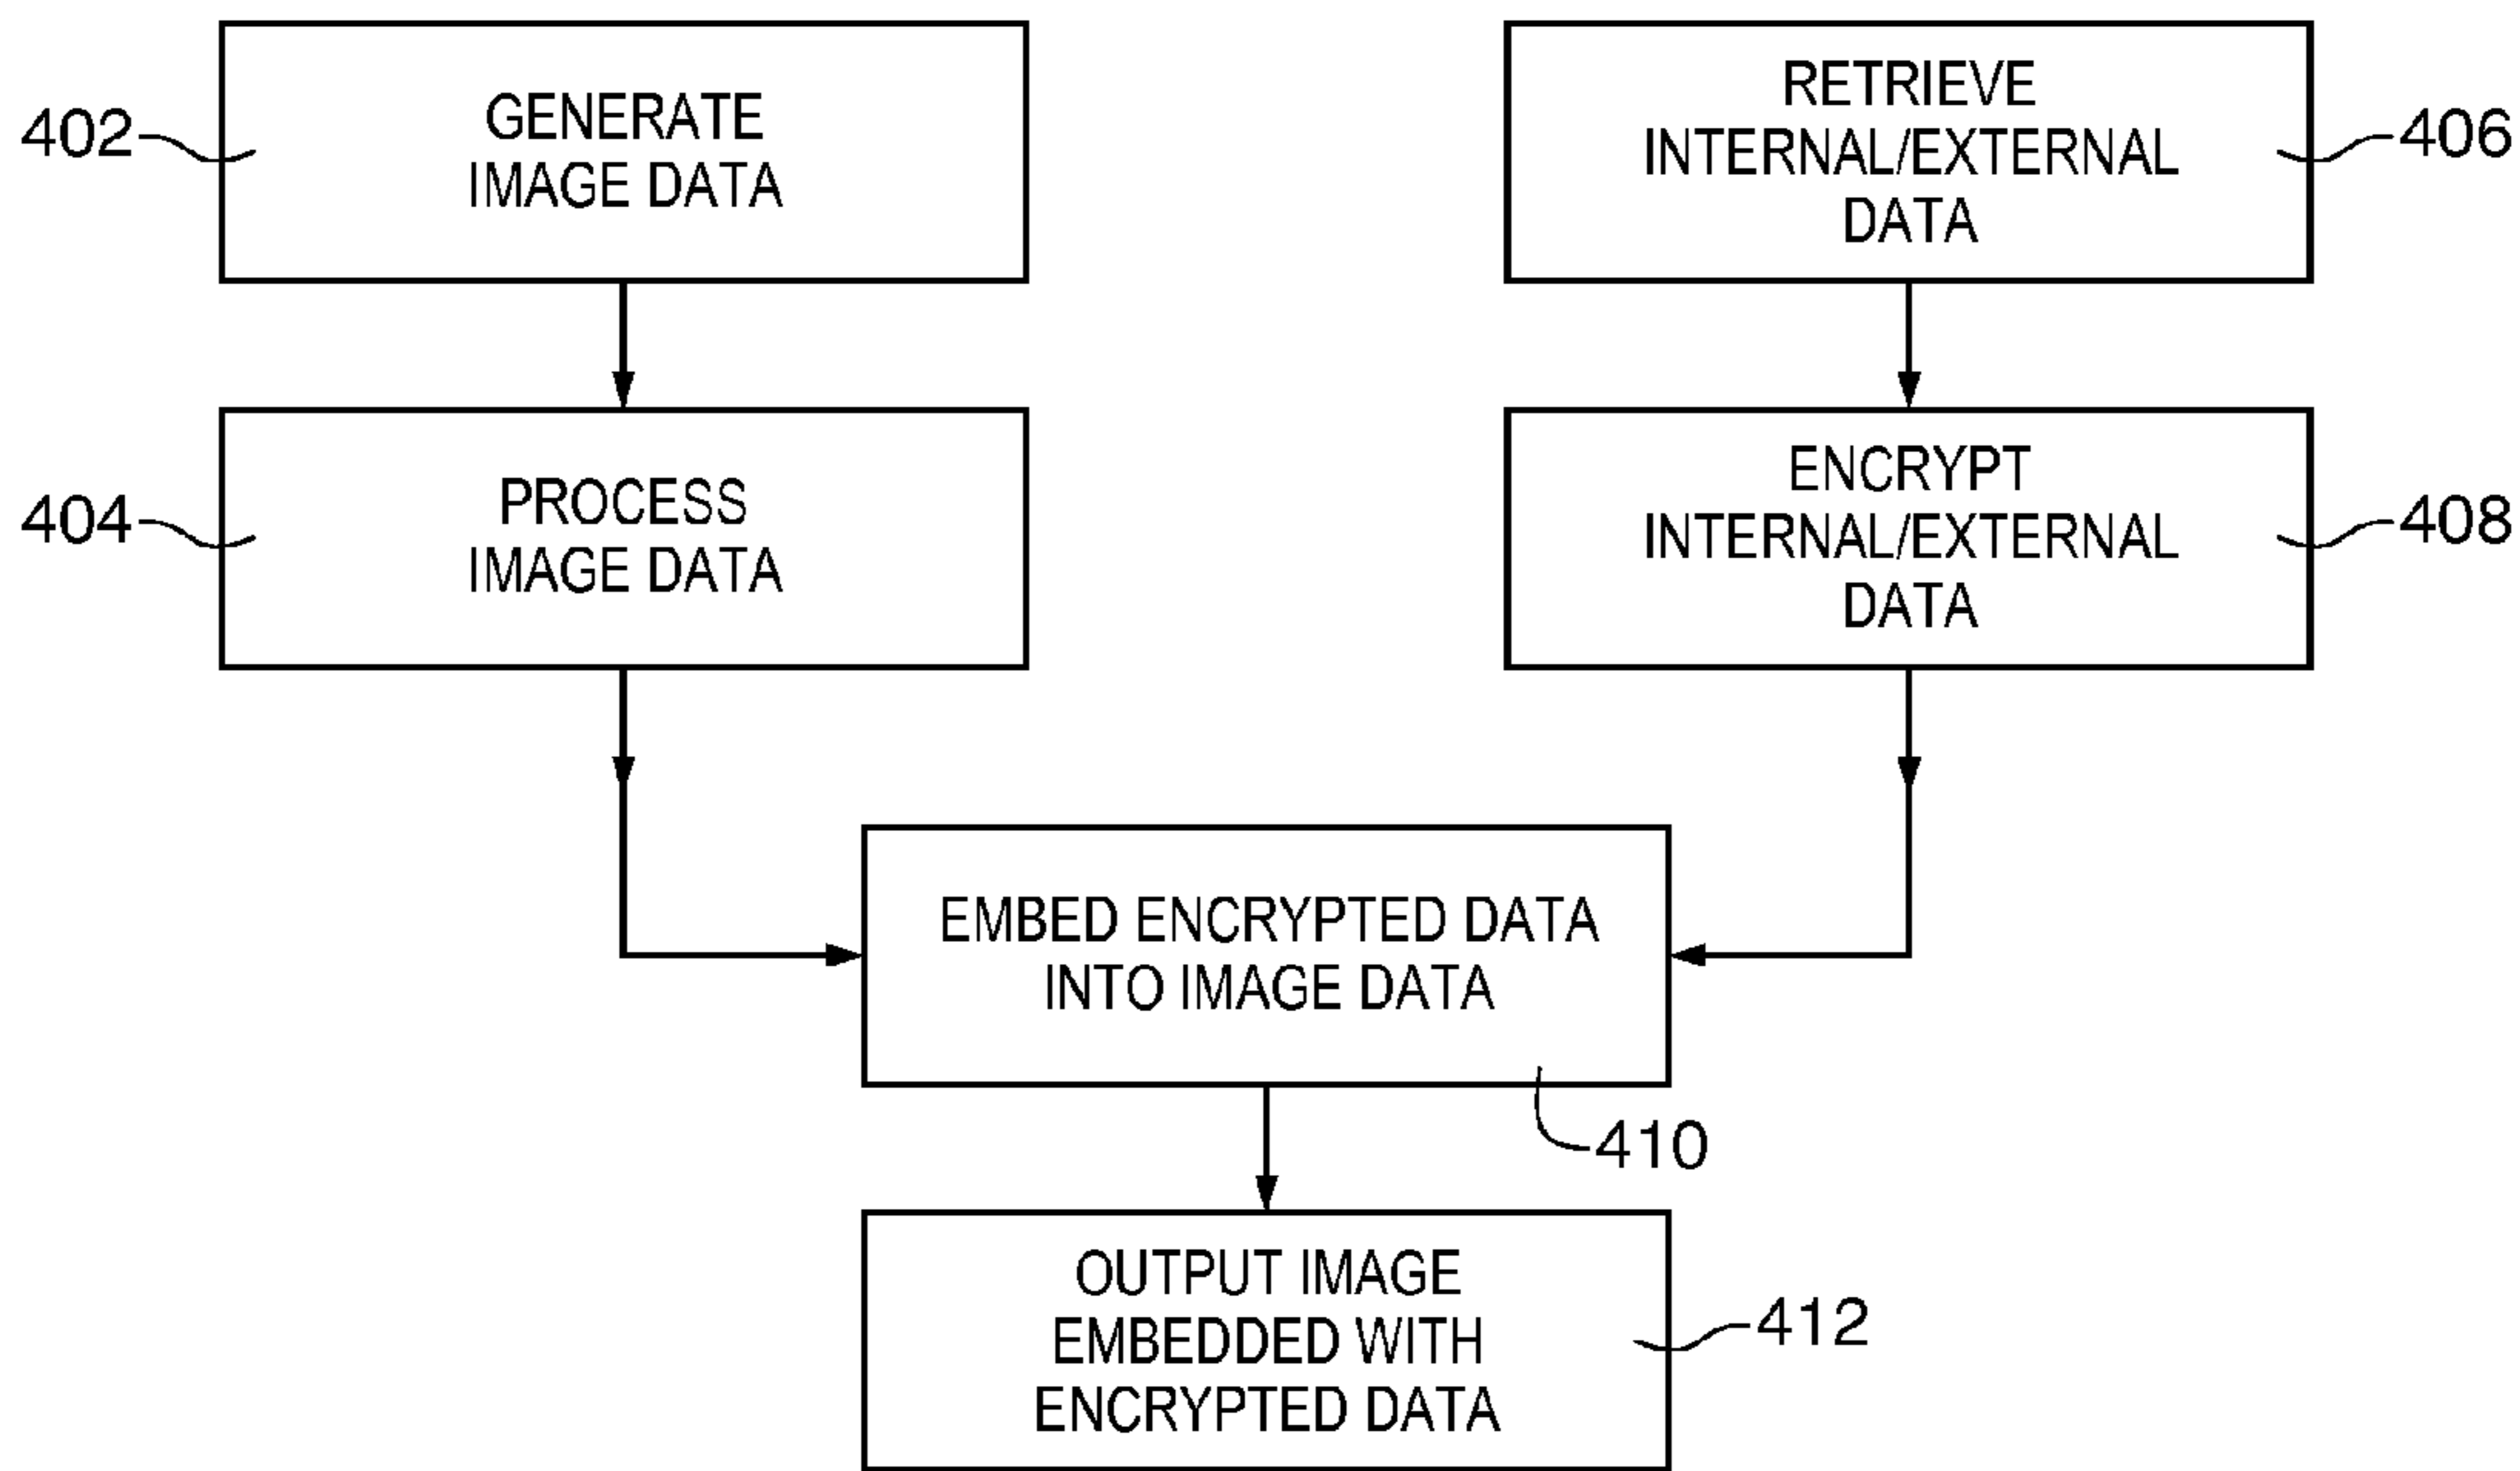 402
GENERATE
IMAGE DATA
RETRIEVE
INTERNAL/EXTERNAL
DATA
406
404
PROCESS
IMAGE DATA
ENCRYPT
INTERNAL/EXTERNAL
DATA
408
EMBED ENCRYPTED DATA
INTO IMAGE DATA
410
OUTPUT IMAGE
EMBEDDED WITH
ENCRYPTED DATA
412